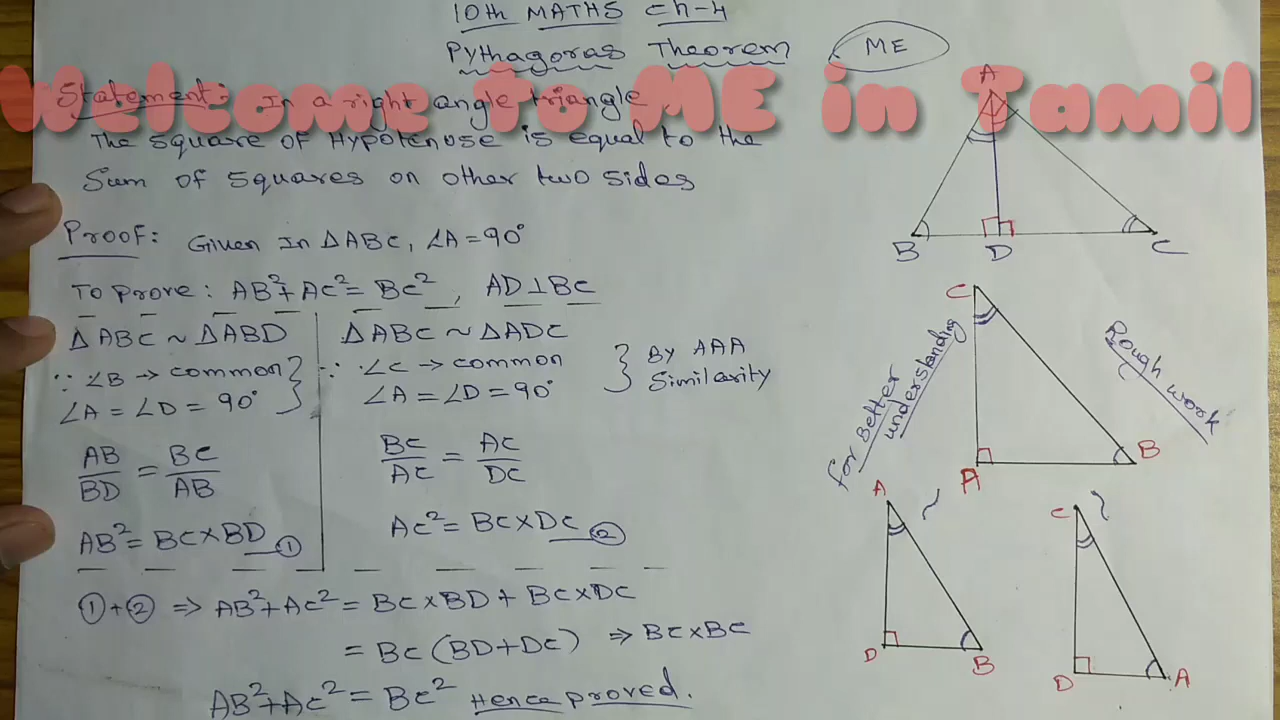 10th MATHS CH-4
Pythagoras Theorem
ME
Welcome To ME in Tamil
Statement: In a right angle triangle
The square of Hypotenose is equal to the
Sum of squares on other two sides
Proof: Given In ΔABC, ∠A = 90°
To prove: AB² + AC² = BC², AD⊥BC
ΔABC ~ ΔABD
∵ ∠B → common
∠A = ∠D = 90°
AB/BD = BC/AB
AB² = BC × BD ①
ΔABC ~ ΔADC
∵ ∠C → common
∠A = ∠D = 90°
By AAA
Similarity
BC/AC = AC/DC
AC² = BC × DC ②
① + ② ⇒ AB² + AC² = BC × BD + BC × DC
= BC (BD + DC) ⇒ BC × BC
AB² + AC² = BC² Hence proved.
A
B
D
C
For Better
understanding
Rough work
C
A
B
A
D
B
~
C
D
A
~